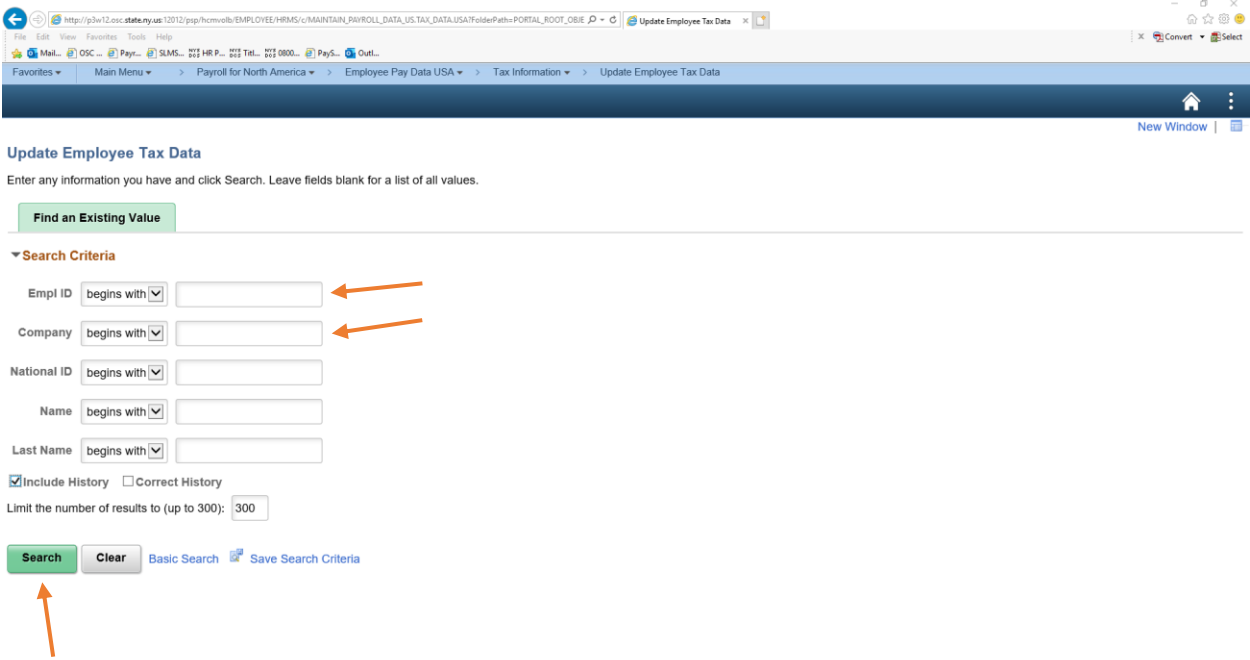 http://p3w12.osc.state.ny.us:12012/psp/hcmvolb/EMPLOYEE/HRMS/c/MAINTAIN_PAYROLL_DATA_US.TAX_DATA.USA?FolderPath=PORTAL_ROOT_OBJE Update Employee Tax Data
File Edit View Favorites Tools Help
Convert Select
Mail... OSC ... Payr... SLMS... HR P... Titl... 0800... PayS... Outl...
Favorites Main Menu > Payroll for North America > Employee Pay Data USA > Tax Information > Update Employee Tax Data
New Window |
Update Employee Tax Data
Enter any information you have and click Search. Leave fields blank for a list of all values.
Find an Existing Value
Search Criteria
Empl ID begins with
Company begins with
National ID begins with
Name begins with
Last Name begins with
Include History Correct History
Limit the number of results to (up to 300): 300
Search Clear Basic Search Save Search Criteria